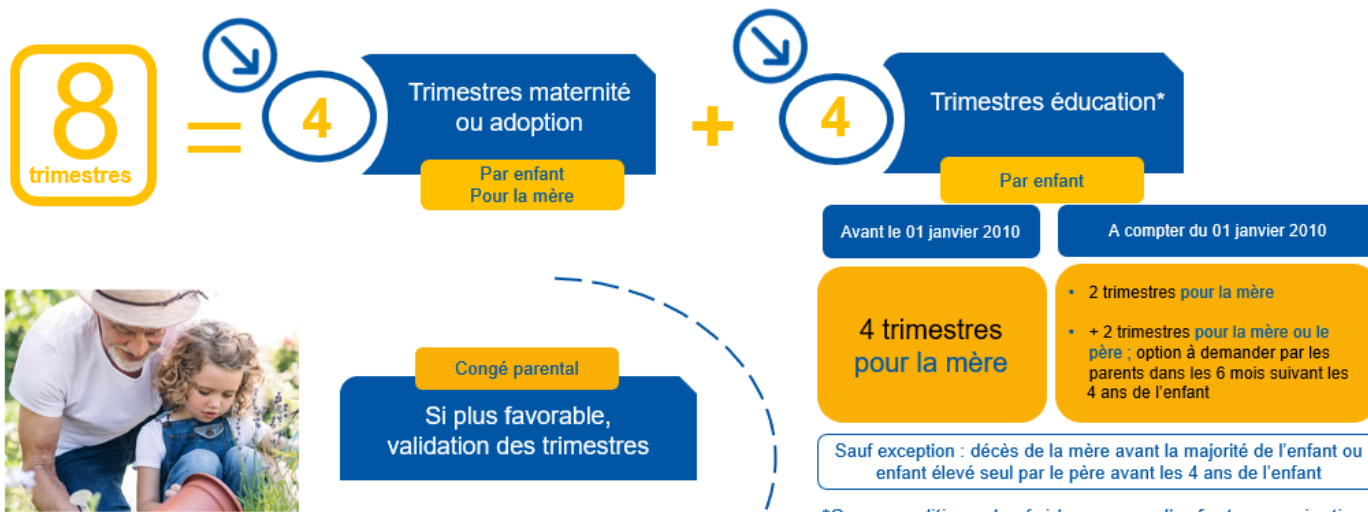 8
trimestres
=
4
Trimestres maternité
ou adoption
Par enfant
Pour la mère
+
4
Trimestres éducation*
Par enfant
Avant le 01 janvier 2010
4 trimestres
pour la mère
A compter du 01 janvier 2010
• 2 trimestres pour la mère
• + 2 trimestres pour la mère ou le
père ; option à demander par les
parents dans les 6 mois suivant les
4 ans de l'enfant
Sauf exception : décès de la mère avant la majorité de l'enfant ou
enfant élevé seul par le père avant les 4 ans de l'enfant
Congé parental
Si plus favorable,
validation des trimestres